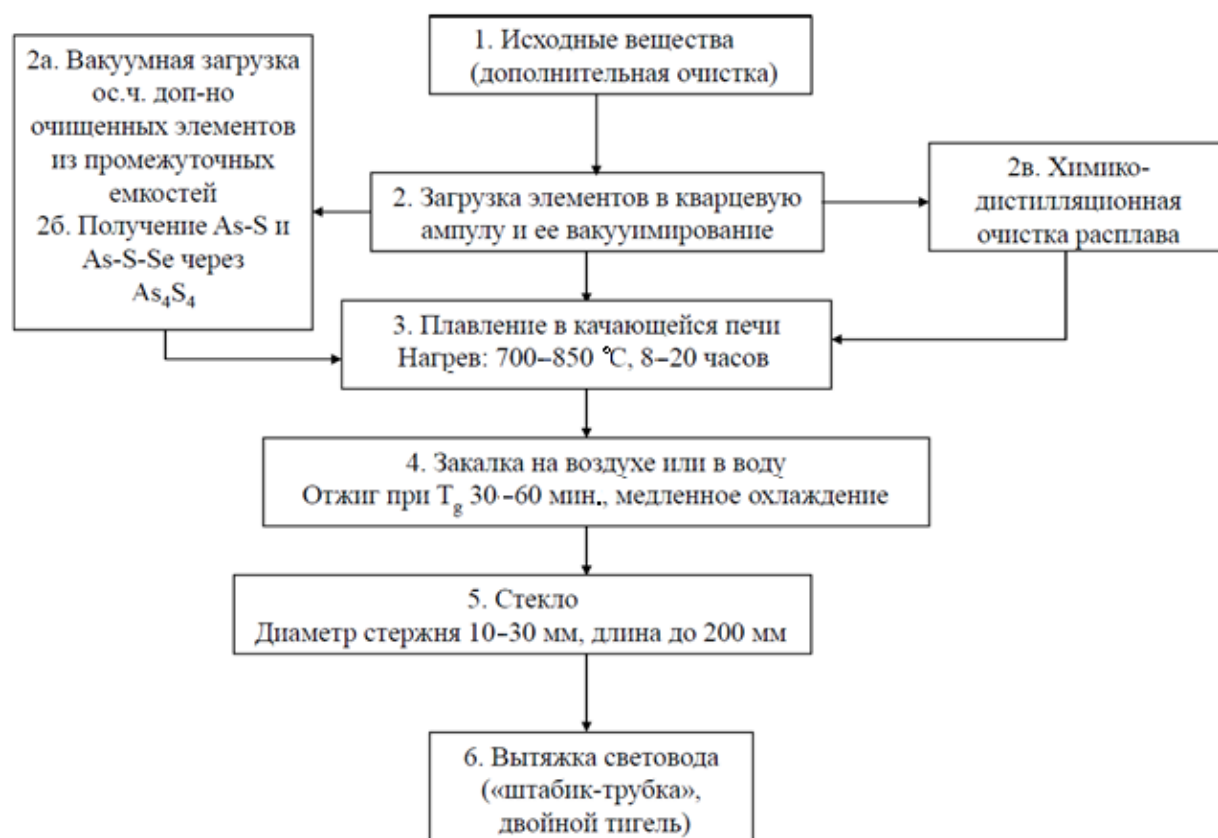 1. Исходные вещества
(дополнительная очистка)
2а. Вакуумная загрузка
ос.ч. доп-но
очищенных элементов
из промежуточных
емкостей
2б. Получение As-S и
As-S-Se через
As₄S₄
2. Загрузка элементов в кварцевую
ампулу и ее вакууимирование
2в. Химико-
дистилляционная
очистка расплава
3. Плавление в качающейся печи
Нагрев: 700–850 °С, 8–20 часов
4. Закалка на воздухе или в воду
Отжиг при Tg 30–60 мин., медленное охлаждение
5. Стекло
Диаметр стержня 10–30 мм, длина до 200 мм
6. Вытяжка световода
(«штабик-трубка»,
двойной тигель)